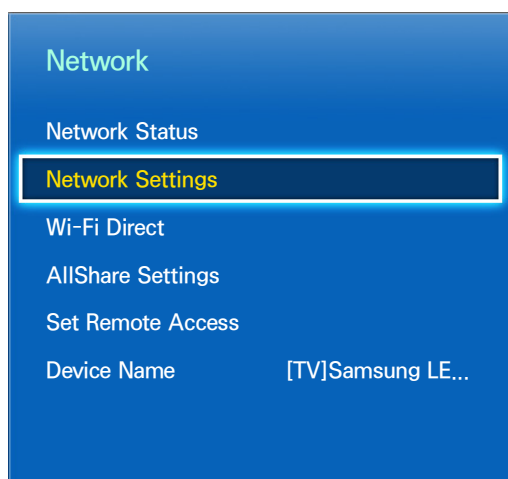 Network
Network Status
Network Settings
Wi-Fi Direct
AllShare Settings
Set Remote Access
Device Name [TV]Samsung LE...